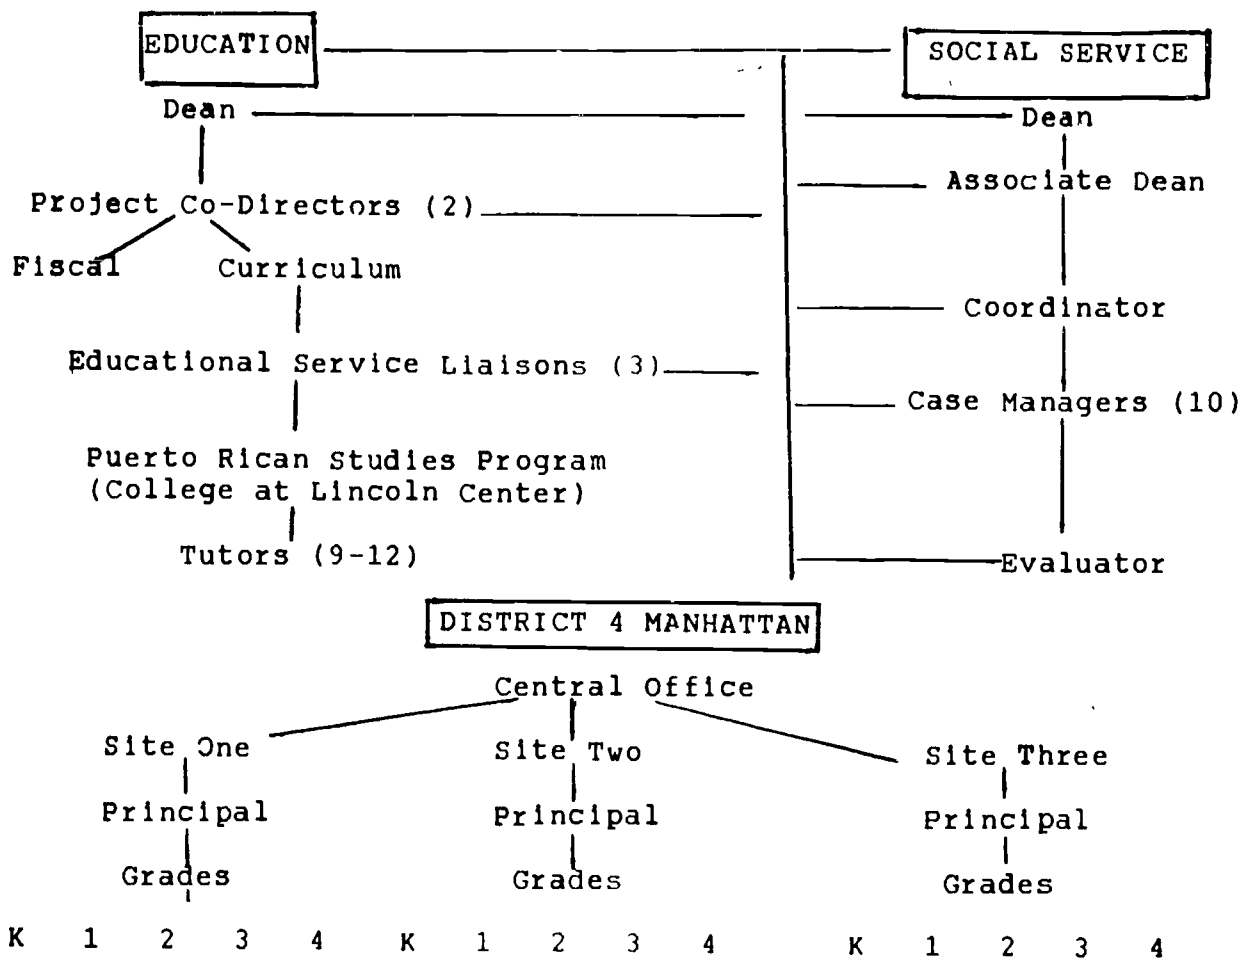 EDUCATION
SOCIAL SERVICE
Dean
Dean
Associate Dean
Project Co-Directors (2)
Fiscal
Curriculum
Coordinator
Educational Service Liaisons (3)
Case Managers (10)
Puerto Rican Studies Program
(College at Lincoln Center)
Tutors (9-12)
Evaluator
DISTRICT 4 MANHATTAN
Central Office
Site One
Site Two
Site Three
Principal
Principal
Principal
Grades
Grades
Grades
K 1 2 3 4 K 1 2 3 4 K 1 2 3 4